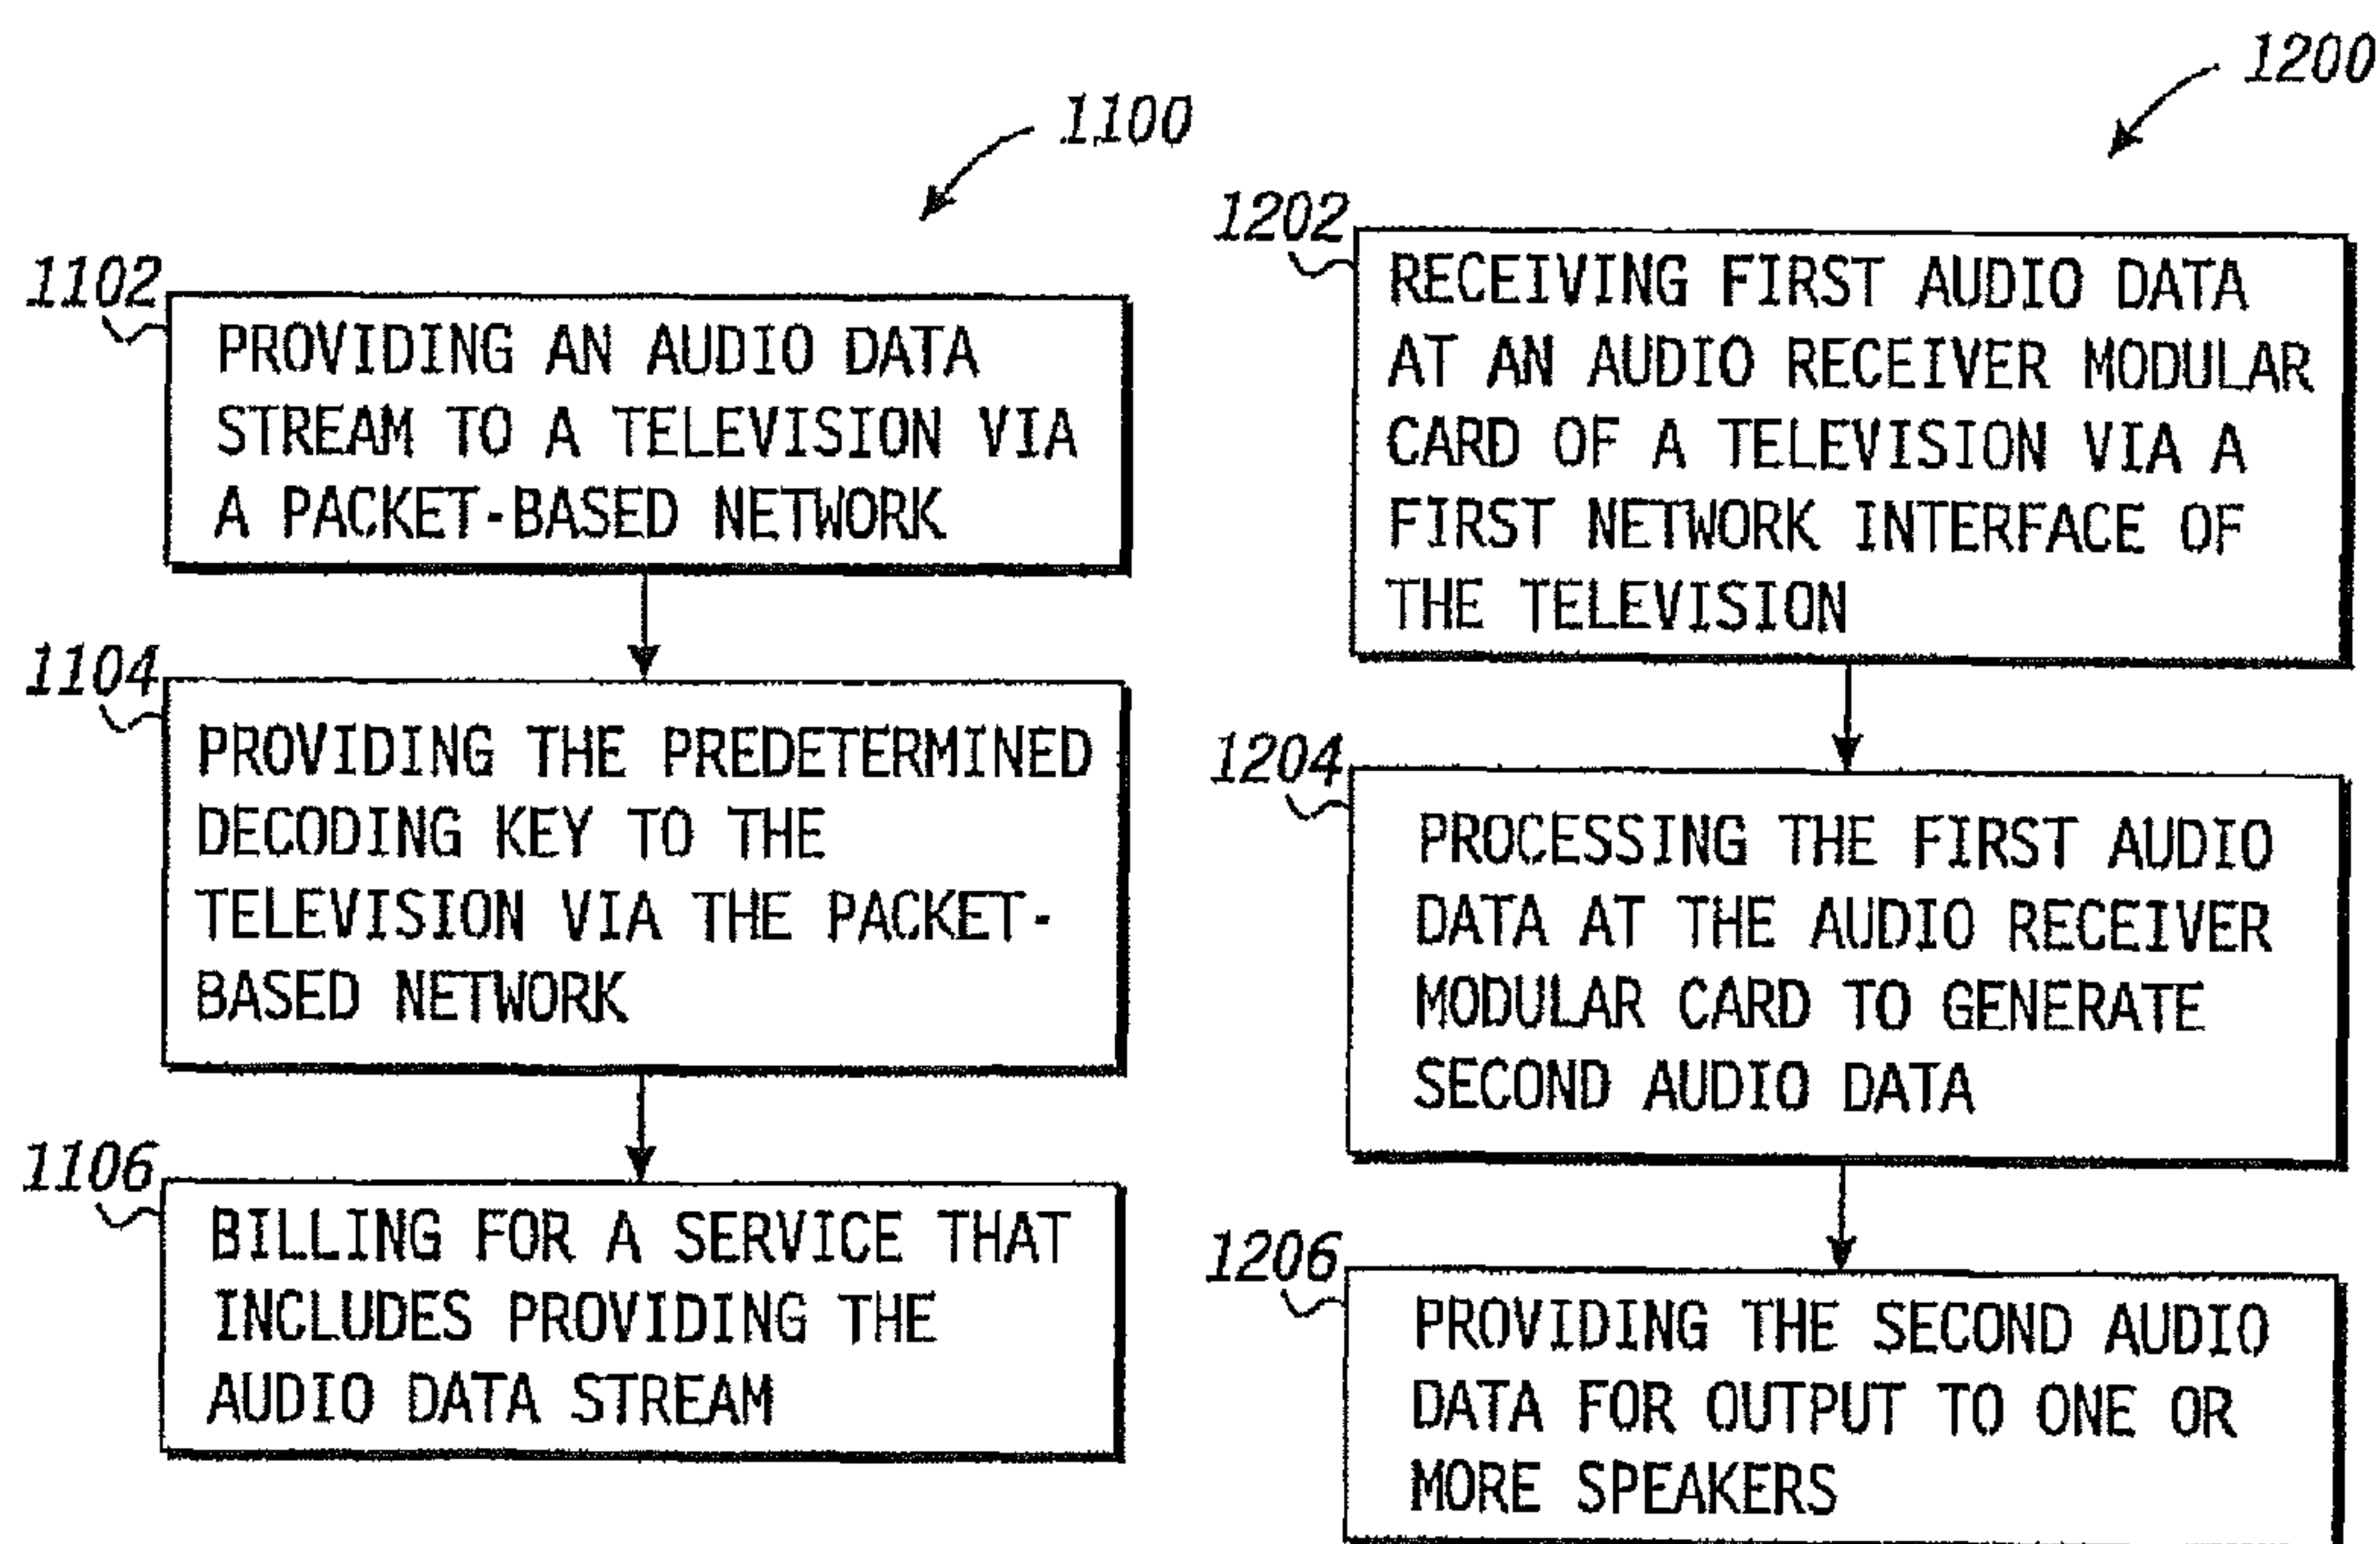 1100
1102
PROVIDING AN AUDIO DATA
STREAM TO A TELEVISION VIA
A PACKET-BASED NETWORK
1104
PROVIDING THE PREDETERMINED
DECODING KEY TO THE
TELEVISION VIA THE PACKET-
BASED NETWORK
1106
BILLING FOR A SERVICE THAT
INCLUDES PROVIDING THE
AUDIO DATA STREAM
1200
1202
RECEIVING FIRST AUDIO DATA
AT AN AUDIO RECEIVER MODULAR
CARD OF A TELEVISION VIA A
FIRST NETWORK INTERFACE OF
THE TELEVISION
1204
PROCESSING THE FIRST AUDIO
DATA AT THE AUDIO RECEIVER
MODULAR CARD TO GENERATE
SECOND AUDIO DATA
1206
PROVIDING THE SECOND AUDIO
DATA FOR OUTPUT TO ONE OR
MORE SPEAKERS